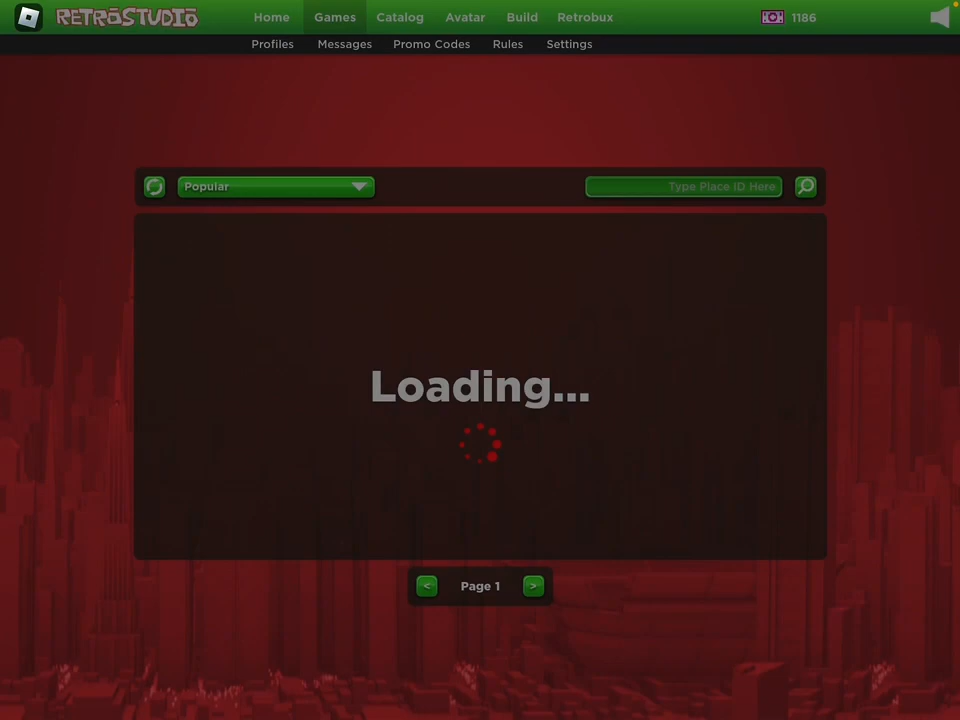 RETROSTUDIO Home Games Catalog Avatar Build Retrobux 1186
Profiles Messages Promo Codes Rules Settings
Popular Type Place ID Here
Loading...
< Page 1 >